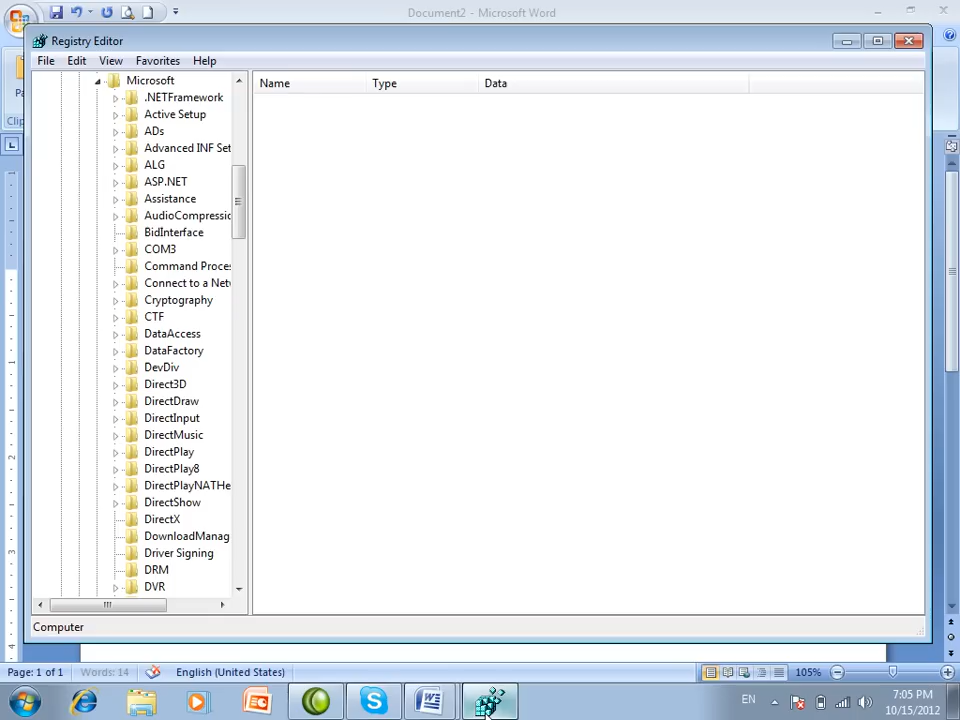 Document2 - Microsoft Word
Registry Editor
File Edit View Favorites Help
Name Type Data
Microsoft
.NETFramework
Active Setup
ADs
Advanced INF Set
ALG
ASP.NET
Assistance
AudioCompressio
BidInterface
COM3
Command Proces
Connect to a Net
Cryptography
CTF
DataAccess
DataFactory
DevDiv
Direct3D
DirectDraw
DirectInput
DirectMusic
DirectPlay
DirectPlay8
DirectPlayNATHe
DirectShow
DirectX
DownloadManag
Driver Signing
DRM
DVR
Computer
Page: 1 of 1 Words: 14 English (United States) 105%
EN 7:05 PM
10/15/2012